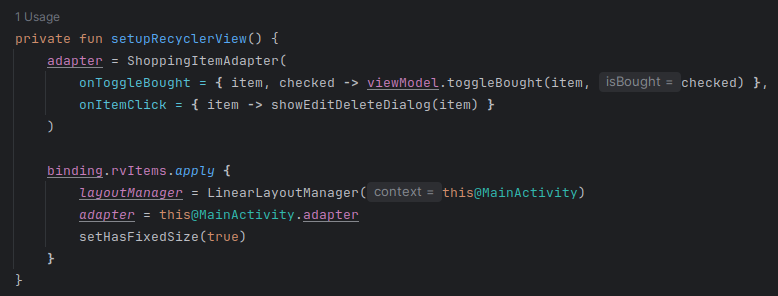 1 Usage
private fun setupRecyclerView() {
    adapter = ShoppingItemAdapter(
        onToggleBought = { item, checked -> viewModel.toggleBought(item, isBought = checked) },
        onItemClick = { item -> showEditDeleteDialog(item) }
    )

    binding.rvItems.apply {
        layoutManager = LinearLayoutManager( context = this@MainActivity)
        adapter = this@MainActivity.adapter
        setHasFixedSize(true)
    }
}